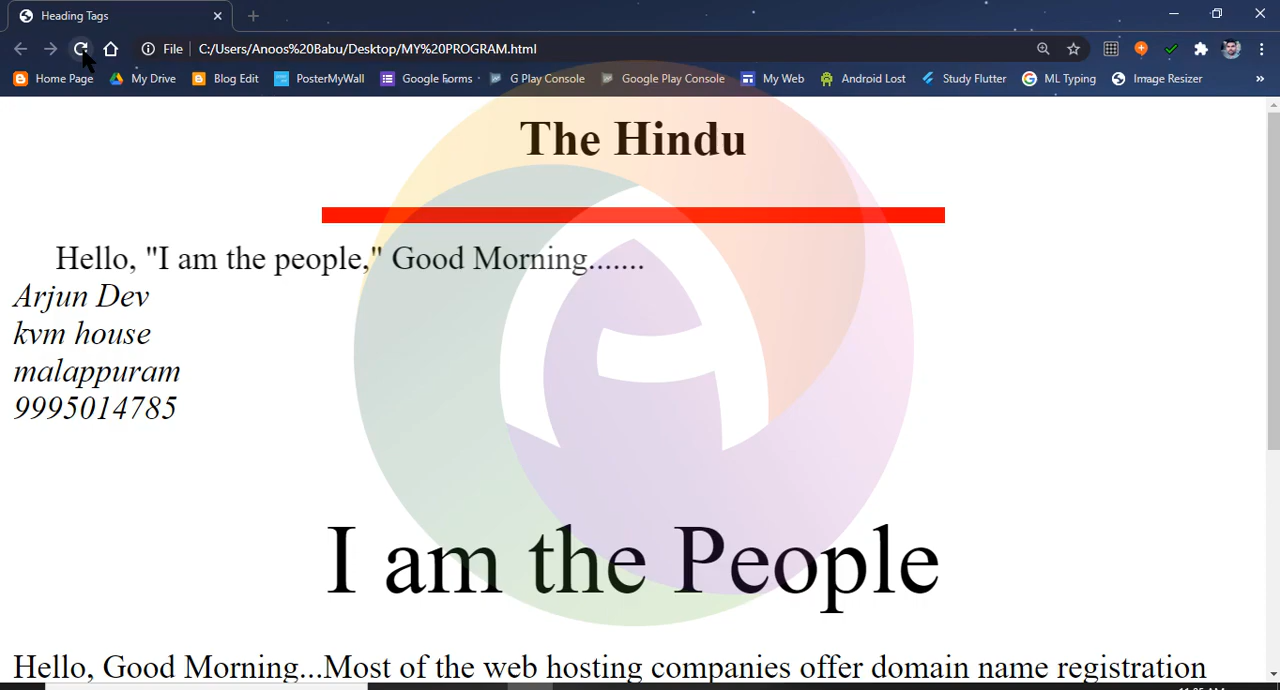 Heading Tags
File C:/Users/Anoos%20Babu/Desktop/MY%20PROGRAM.html
Home Page My Drive Blog Edit PosterMyWall Google Forms G Play Console Google Play Console My Web Android Lost Study Flutter ML Typing Image Resizer »
The Hindu
Hello, "I am the people," Good Morning.......
Arjun Dev
kvm house
malappuram
9995014785
I am the People
Hello, Good Morning...Most of the web hosting companies offer domain name registration